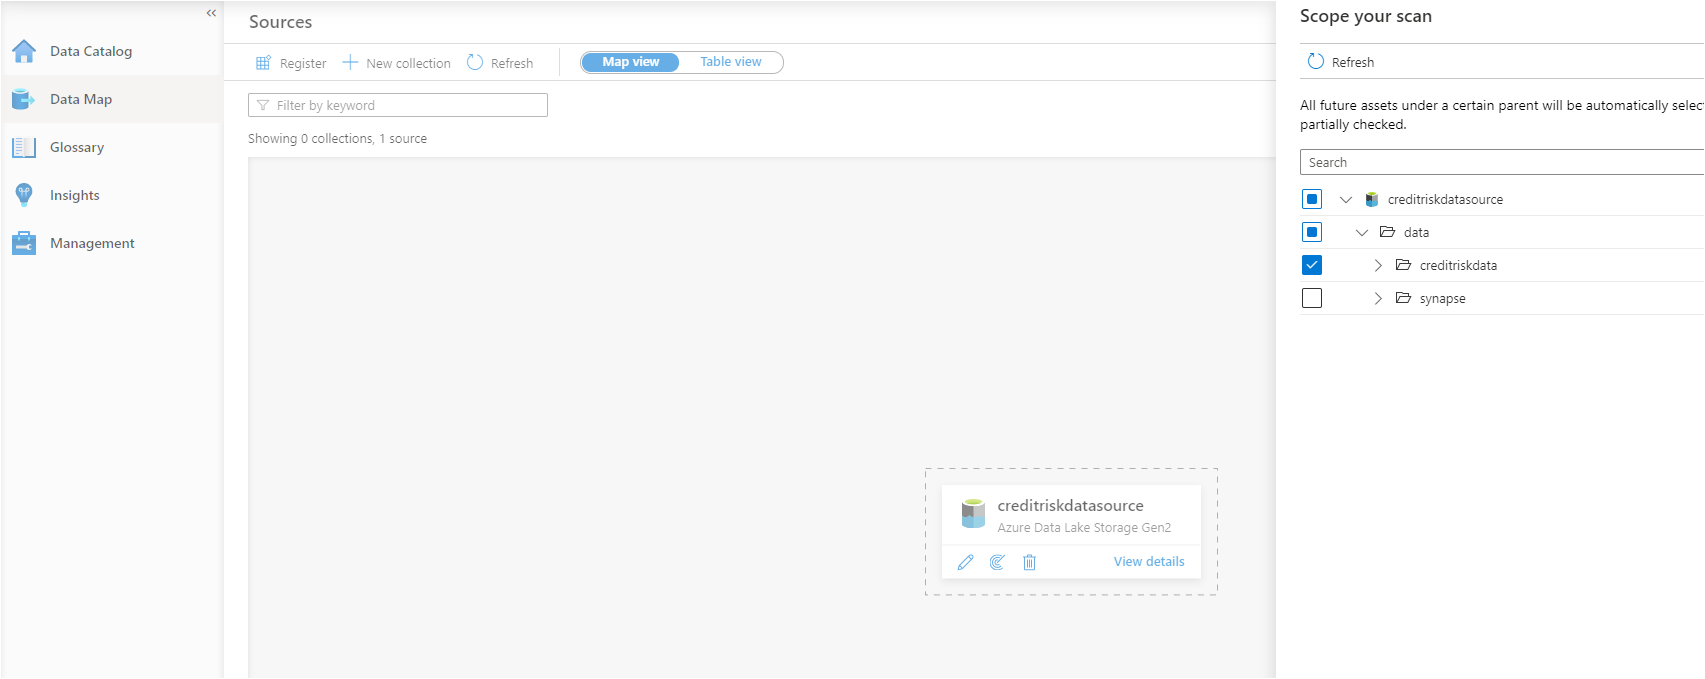 «
Data Catalog
Data Map
Glossary
Insights
Management
Sources
Register New collection Refresh Map view Table view
Filter by keyword
Showing 0 collections, 1 source
creditriskdatasource
Azure Data Lake Storage Gen2
View details
Scope your scan
Refresh
All future assets under a certain parent will be automatically selec
partially checked.
Search
creditriskdatasource
data
creditriskdata
synapse